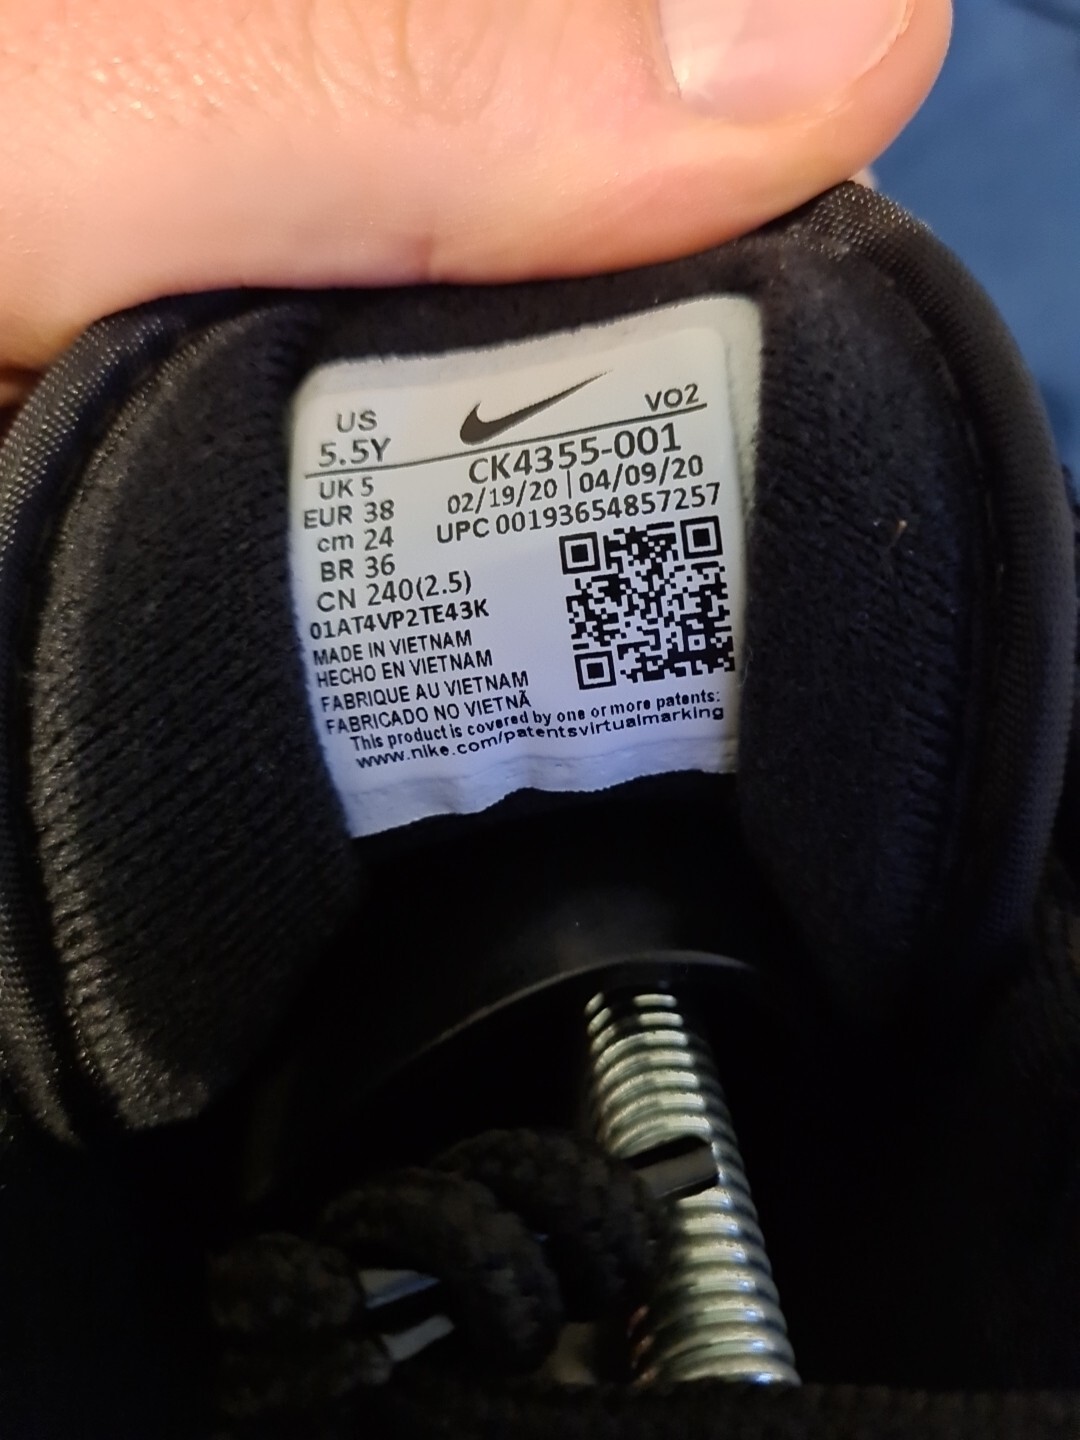 US
5.5Y
VO2
UK 5
EUR 38
cm 24
BR 36
CN 240(2.5)
CK4355-001
02/19/20 | 04/09/20
UPC 00193654857257
01AT4VP2TE43K
MADE IN VIETNAM
HECHO EN VIETNAM
FABRIQUE AU VIETNAM
FABRICADO NO VIETNÃ
This product is covered by one or more patents:
www.nike.com/patentsvirtualmarking